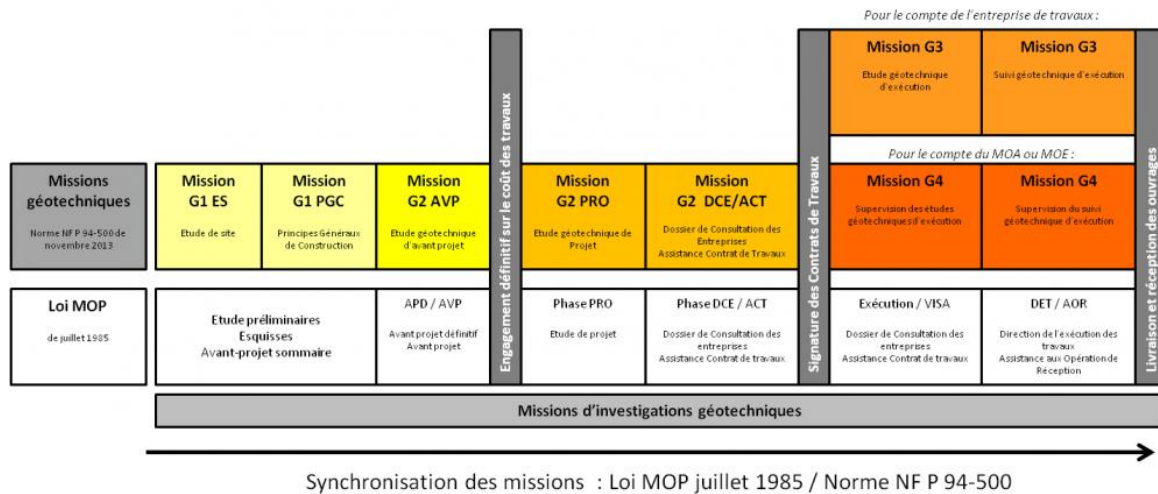 Pour le compte de l'entreprise de travaux :
Mission G3
Etude géotechnique
d'exécution
Mission G3
Suivi géotechnique d'exécution
Engagement définitif sur le coût des travaux
Signature des Contrats de Travaux
Livraison et réception des ouvrages
Pour le compte du MOA ou MOE :
Missions
géotechniques
Norme NF P 94-500 de
novembre 2013
Mission
G1 ES
Etude de site
Mission
G1 PGC
Principes Généraux
de Construction
Mission
G2 AVP
Etude géotechnique
d'avant projet
Mission
G2 PRO
Etude géotechnique de
Projet
Mission
G2 DCE/ACT
Dossier de Consultation des
Entreprises
Assistance Contrat de Travaux
Mission G4
Supervision des études
géotechniques d'exécution
Mission G4
Supervision du suivi
géotechnique d'exécution
Loi MOP
de juillet 1985
Etude préliminaires
Esquisses
Avant-projet sommaire
APD / AVP
Avant projet définitif
Avant projet
Phase PRO
Etude de projet
Phase DCE / ACT
Dossier de Consultation des
entreprises
Assistance Contrat de travaux
Exécution / VISA
Dossier de Consultation des
entreprises
Assistance Contrat de travaux
DET / AOR
Direction de l'exécution des
travaux
Assistance aux Opération de
Réception
Missions d'investigations géotechniques
Synchronisation des missions : Loi MOP juillet 1985 / Norme NF P 94-500